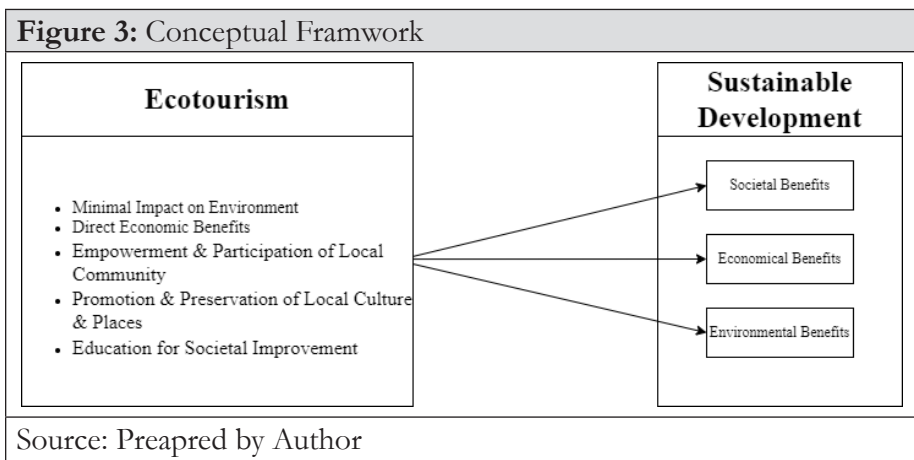 Figure 3: Conceptual Framwork
Ecotourism
• Minimal Impact on Environment
• Direct Economic Benefits
• Empowerment & Participation of Local
Community
• Promotion & Preservation of Local Culture
& Places
• Education for Societal Improvement
Sustainable
Development
Societal Benefits
Economical Benefits
Environmental Benefits
Source: Preapred by Author